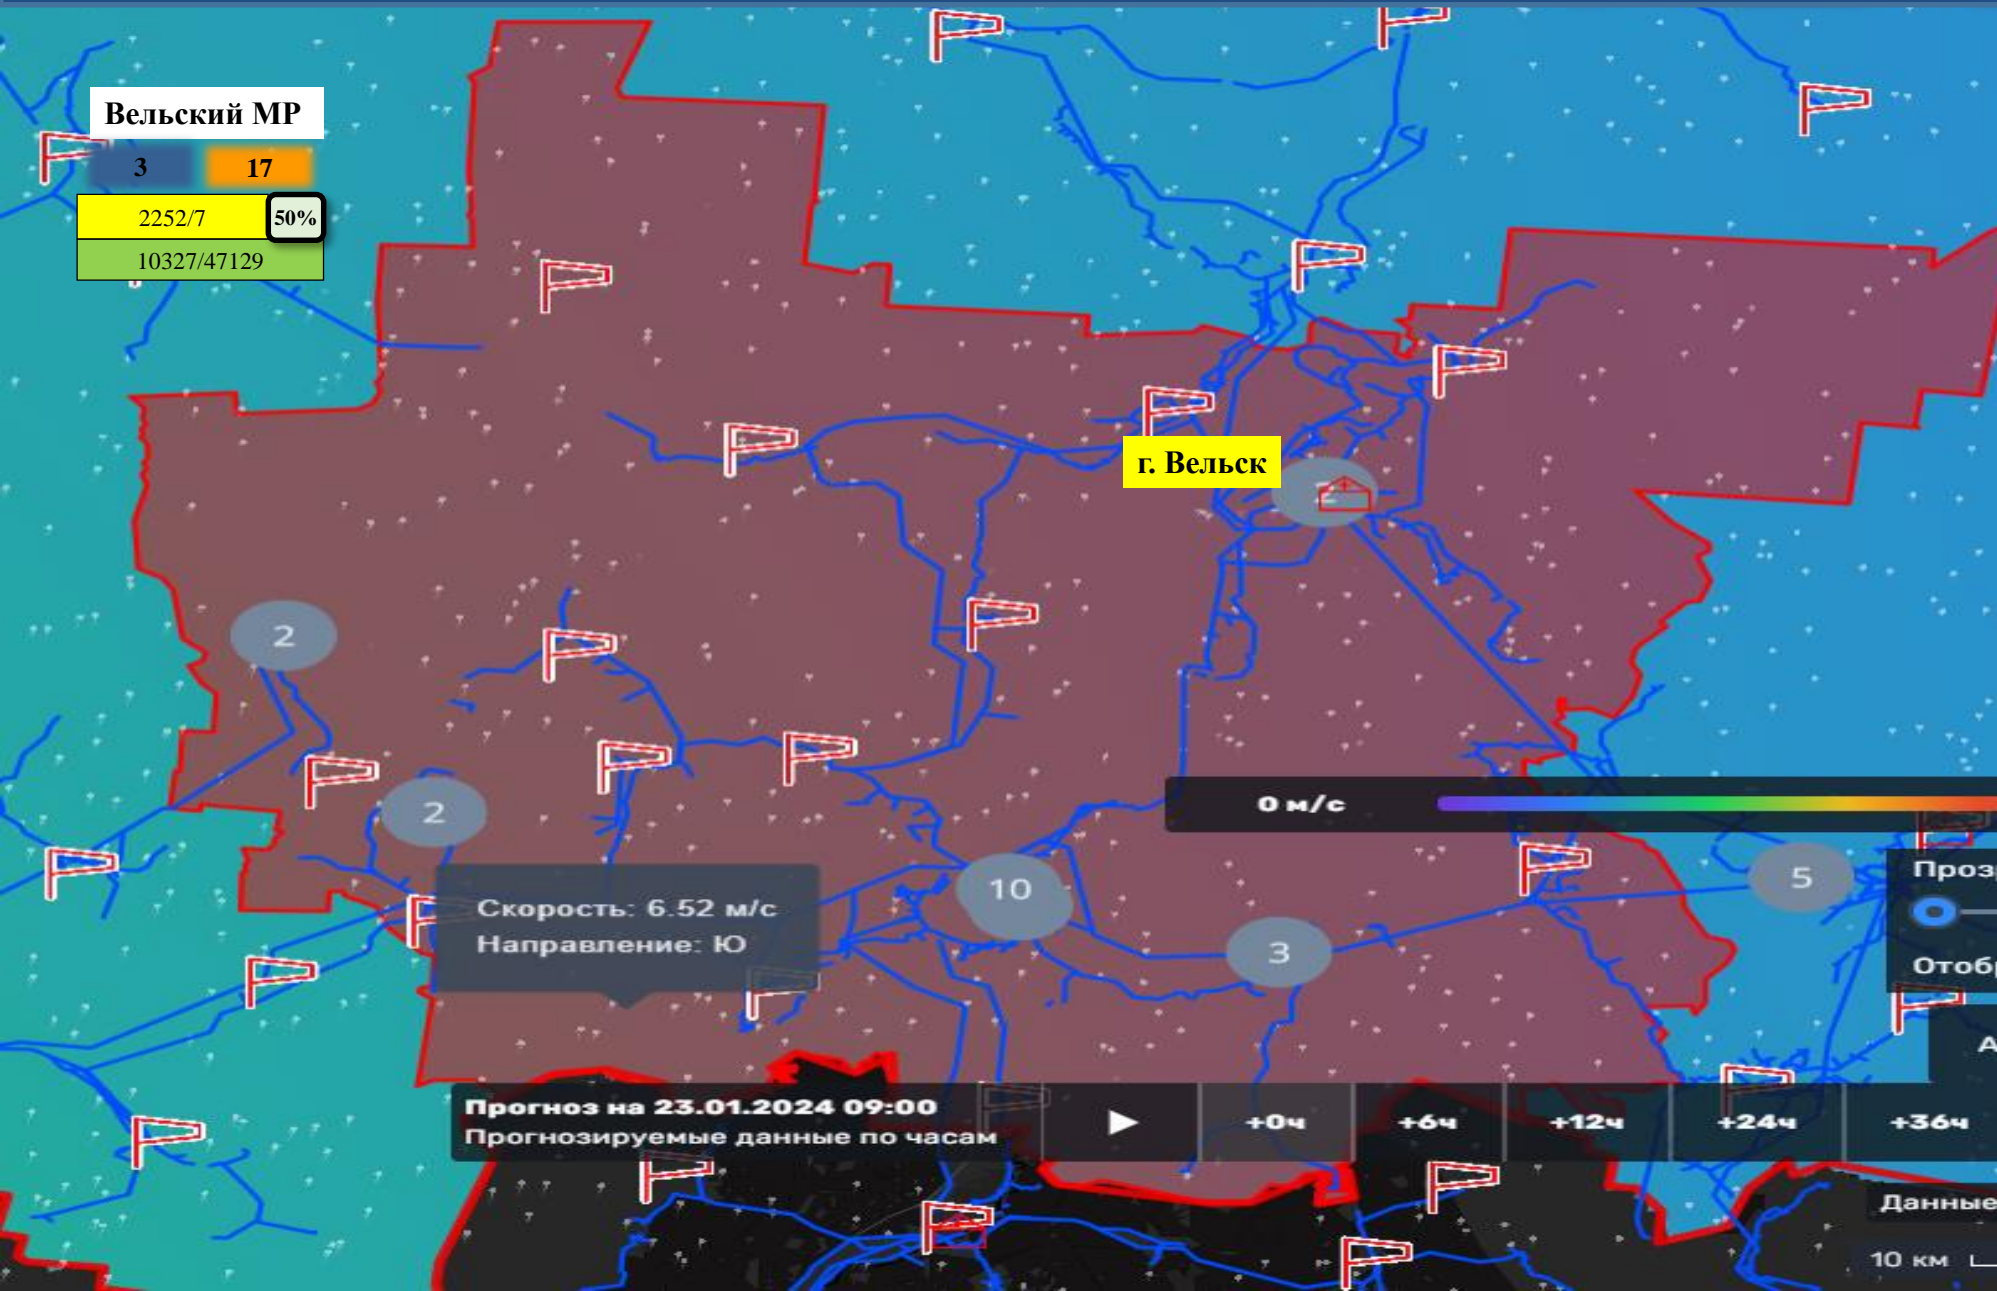 Вельский МР
3 17
2252/7 50%
10327/47129
г. Вельск
2
2
0 м/с
2
5
10
Скорость: 6.52 м/с
Направление: Ю
3
Прогноз на 23.01.2024 09:00
Прогнозируемые данные по часам
+0ч +6ч +12ч +24ч +36ч
Данные
10 км